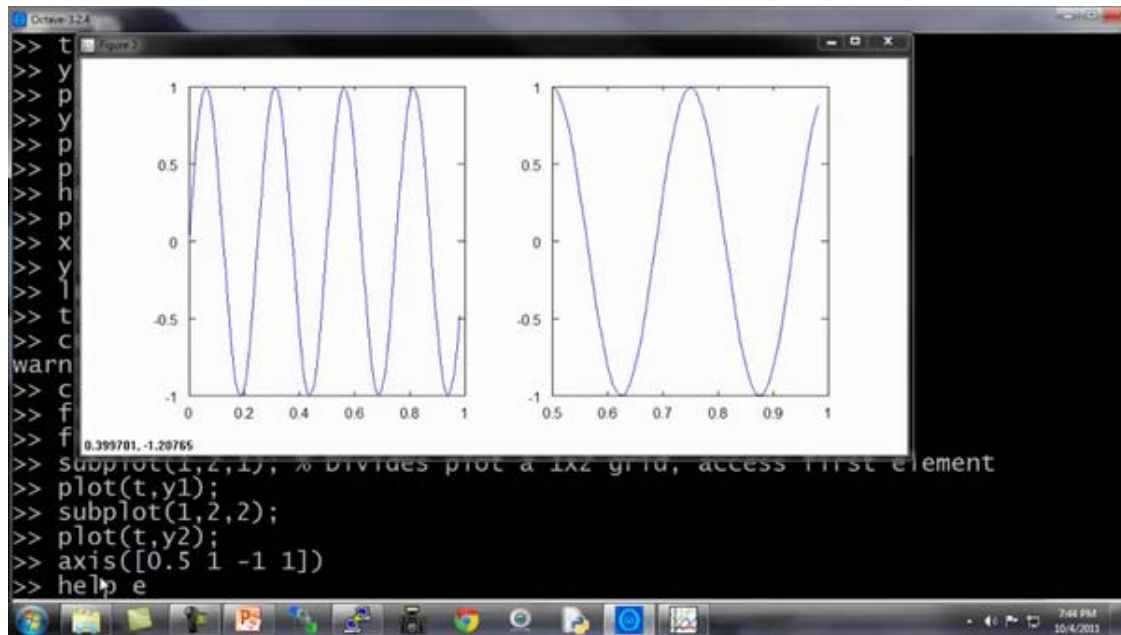 Octave-3.2.4
>> t
Figure 2
>> y
>> p
>> y
>> p
>> p
>> h
>> p
>> x
>> y
>> l
>> t
>> c
warn
>> c
>> f
>> f
1
0.5
0
-0.5
-1
0 0.2 0.4 0.6 0.8 1
1
0.5
0
-0.5
-1
0.5 0.6 0.7 0.8 0.9 1
0.399701, -1.20765
>> subplot(1,2,1); % Divides plot a 1x2 grid, access first element
>> plot(t,y1);
>> subplot(1,2,2);
>> plot(t,y2);
>> axis([0.5 1 -1 1])
>> help e
7:44 PM
10/4/2011